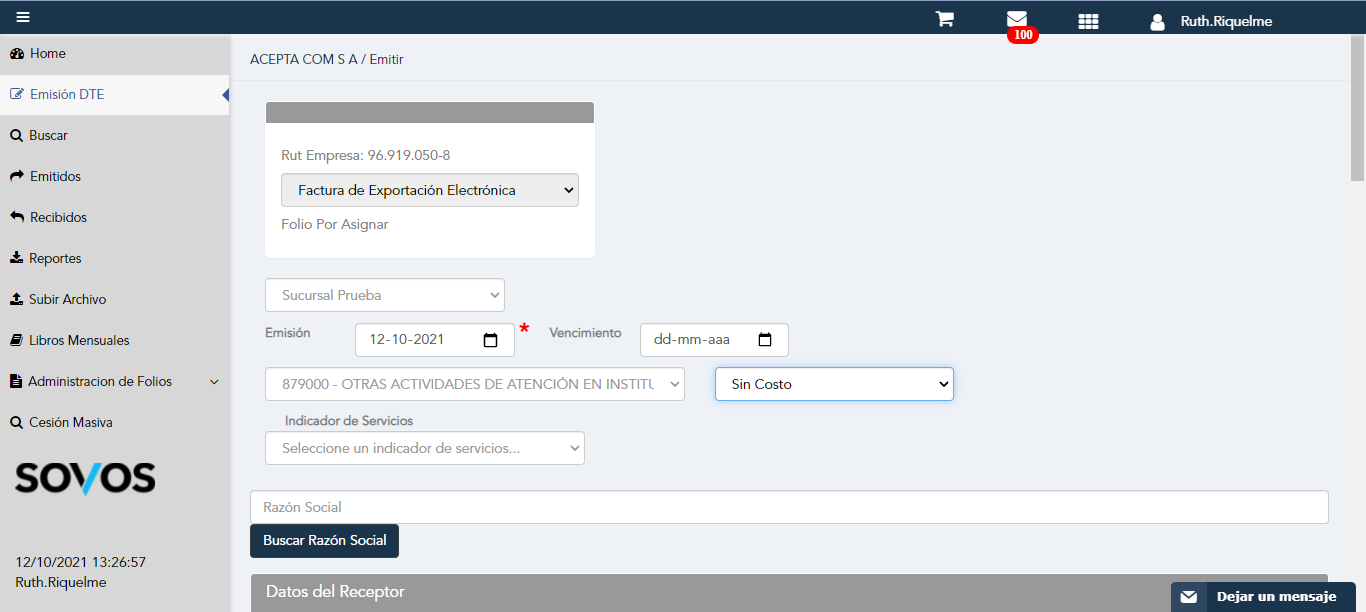 Ruth.Riquelme
100
Home
Emisión DTE
Buscar
Emitidos
Recibidos
Reportes
Subir Archivo
Libros Mensuales
Administracion de Folios
Cesión Masiva
SOVOS
12/10/2021 13:26:57
Ruth.Riquelme
ACEPTA COM S A / Emitir
Rut Empresa: 96.919.050-8
Factura de Exportación Electrónica
Folio Por Asignar
Sucursal Prueba
Emisión 12-10-2021 * Vencimiento dd-mm-aaa
879000 - OTRAS ACTIVIDADES DE ATENCIÓN EN INSTITU Sin Costo
Indicador de Servicios
Seleccione un indicador de servicios...
Razón Social
Buscar Razón Social
Datos del Receptor
Dejar un mensaje